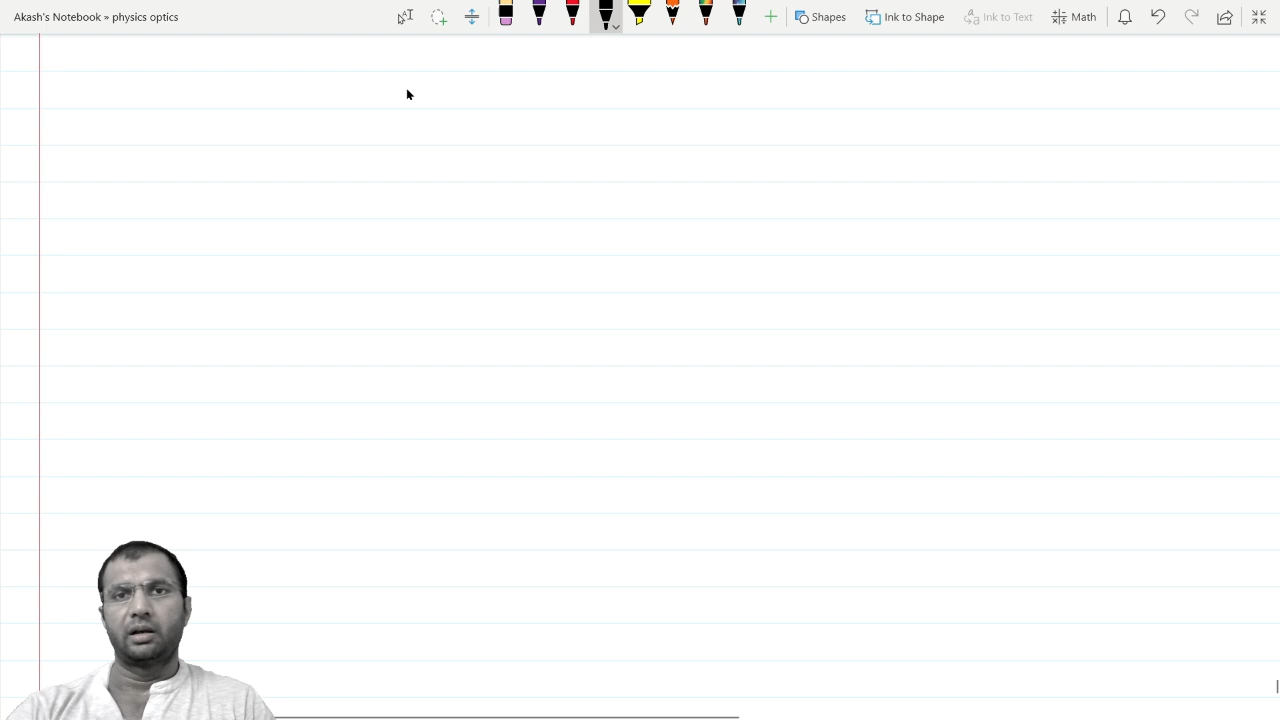 Akash's Notebook » physics optics
Shapes
Ink to Shape
Ink to Text
Math